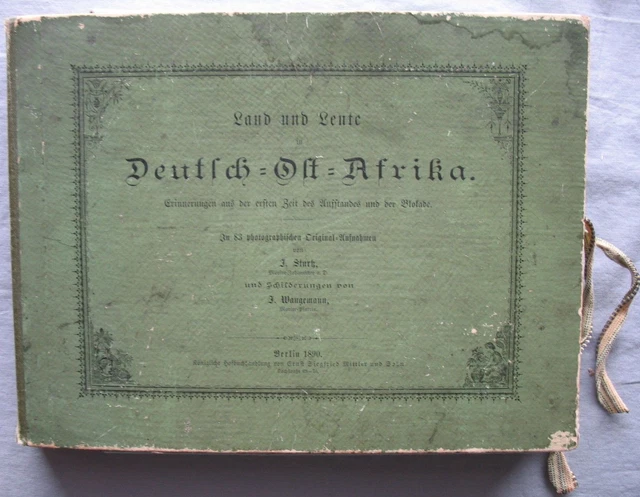 Land und Leute
in
Deutsch-Ost-Afrika.
Erinnerungen aus der ersten Zeit des Aufstandes und der Blokade.
In 83 photographischen Original-Aufnahmen
von
J. Sturtz,
und Schilderungen von
J. Wangemann,
Berlin 1890.
Königliche Hofbuchhandlung von Ernst Siegfried Mittler und Sohn